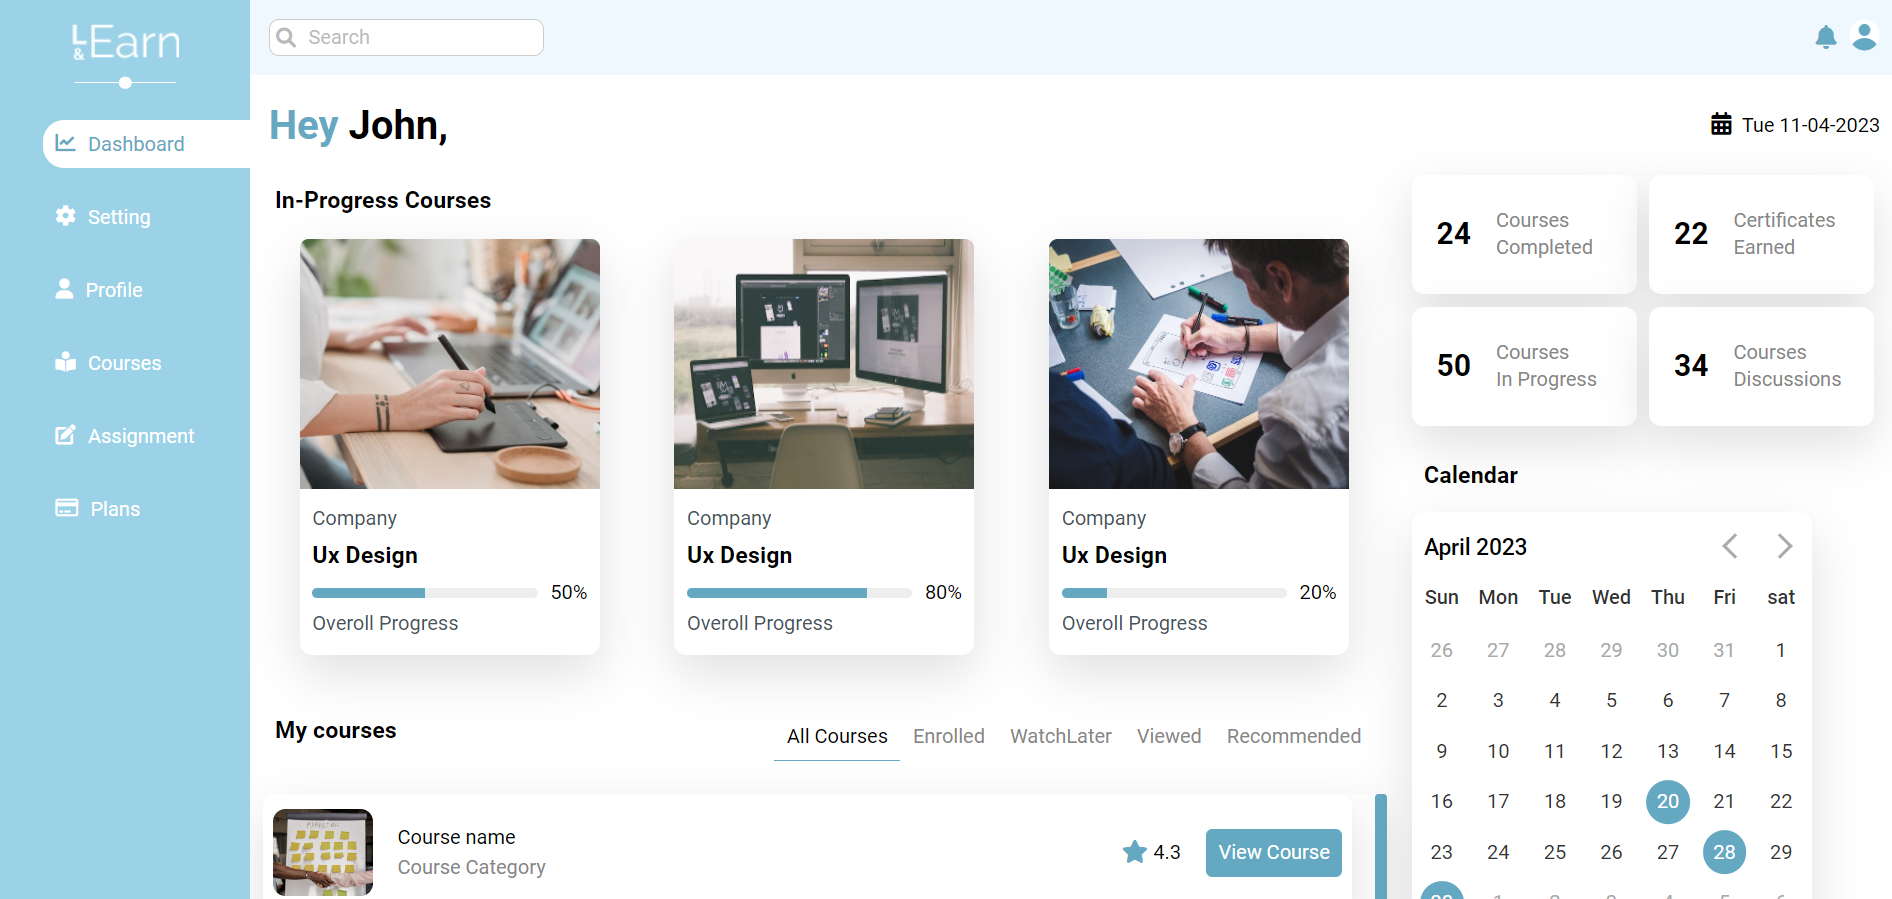 L&Earn
Search
Dashboard
Setting
Profile
Courses
Assignment
Plans
Hey John,
Tue 11-04-2023
In-Progress Courses
Company
Ux Design
50%
Overoll Progress
Company
Ux Design
80%
Overoll Progress
Company
Ux Design
20%
Overoll Progress
24
Courses
Completed
22
Certificates
Earned
50
Courses
In Progress
34
Courses
Discussions
My courses
All Courses Enrolled WatchLater Viewed Recommended
Course name
Course Category
4.3
View Course
Calendar
April 2023
Sun Mon Tue Wed Thu Fri sat
26 27 28 29 30 31 1
2 3 4 5 6 7 8
9 10 11 12 13 14 15
16 17 18 19 20 21 22
23 24 25 26 27 28 29